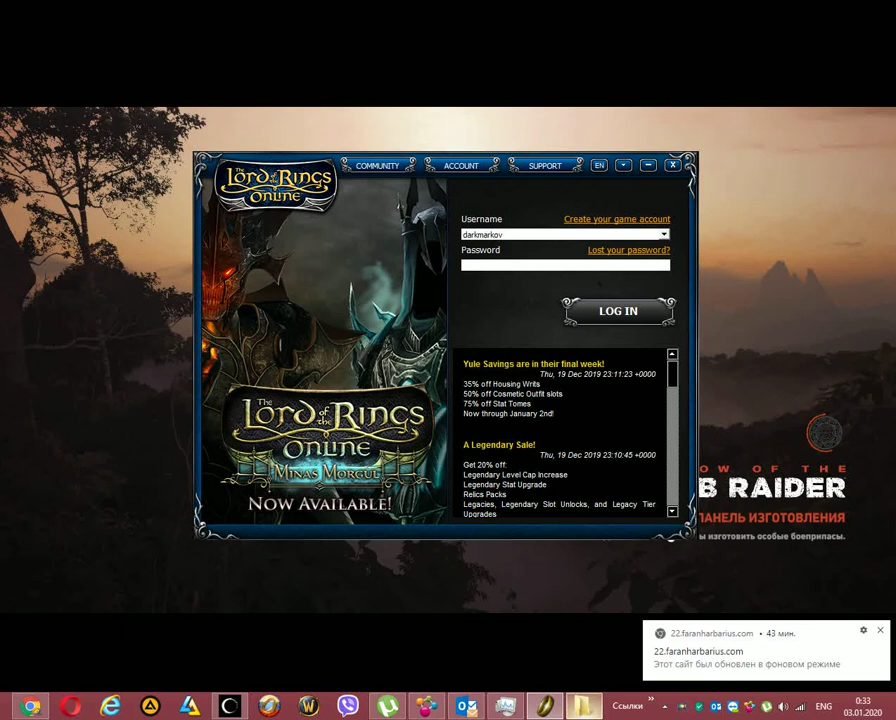 The
Lord of the Rings
Online
COMMUNITY
ACCOUNT
SUPPORT
EN
X
Username
Create your game account
darkmarkov
Password
Lost your password?
LOG IN
The
Lord of the Rings
Online
Minas Morgul
Now Available!
Yule Savings are in their final week!
Thu, 19 Dec 2019 23:11:23 +0000
35% off Housing Writs
50% off Cosmetic Outfit slots
75% off Stat Tomes
Now through January 2nd!
A Legendary Sale!
Thu, 19 Dec 2019 23:10:45 +0000
Get 20% off:
Legendary Level Cap Increase
Legendary Stat Upgrade
Relics Packs
Legacies, Legendary Slot Unlocks, and Legacy Tier
Upgrades
OW OF THE
B RAIDER
ПАНЕЛЬ ИЗГОТОВЛЕНИЯ
ы изготовить особые боеприпасы.
22.faranharbarius.com • 43 мин.
22.faranharbarius.com
Этот сайт был обновлен в фоновом режиме
Ссылки
ENG
0:33
03.01.2020